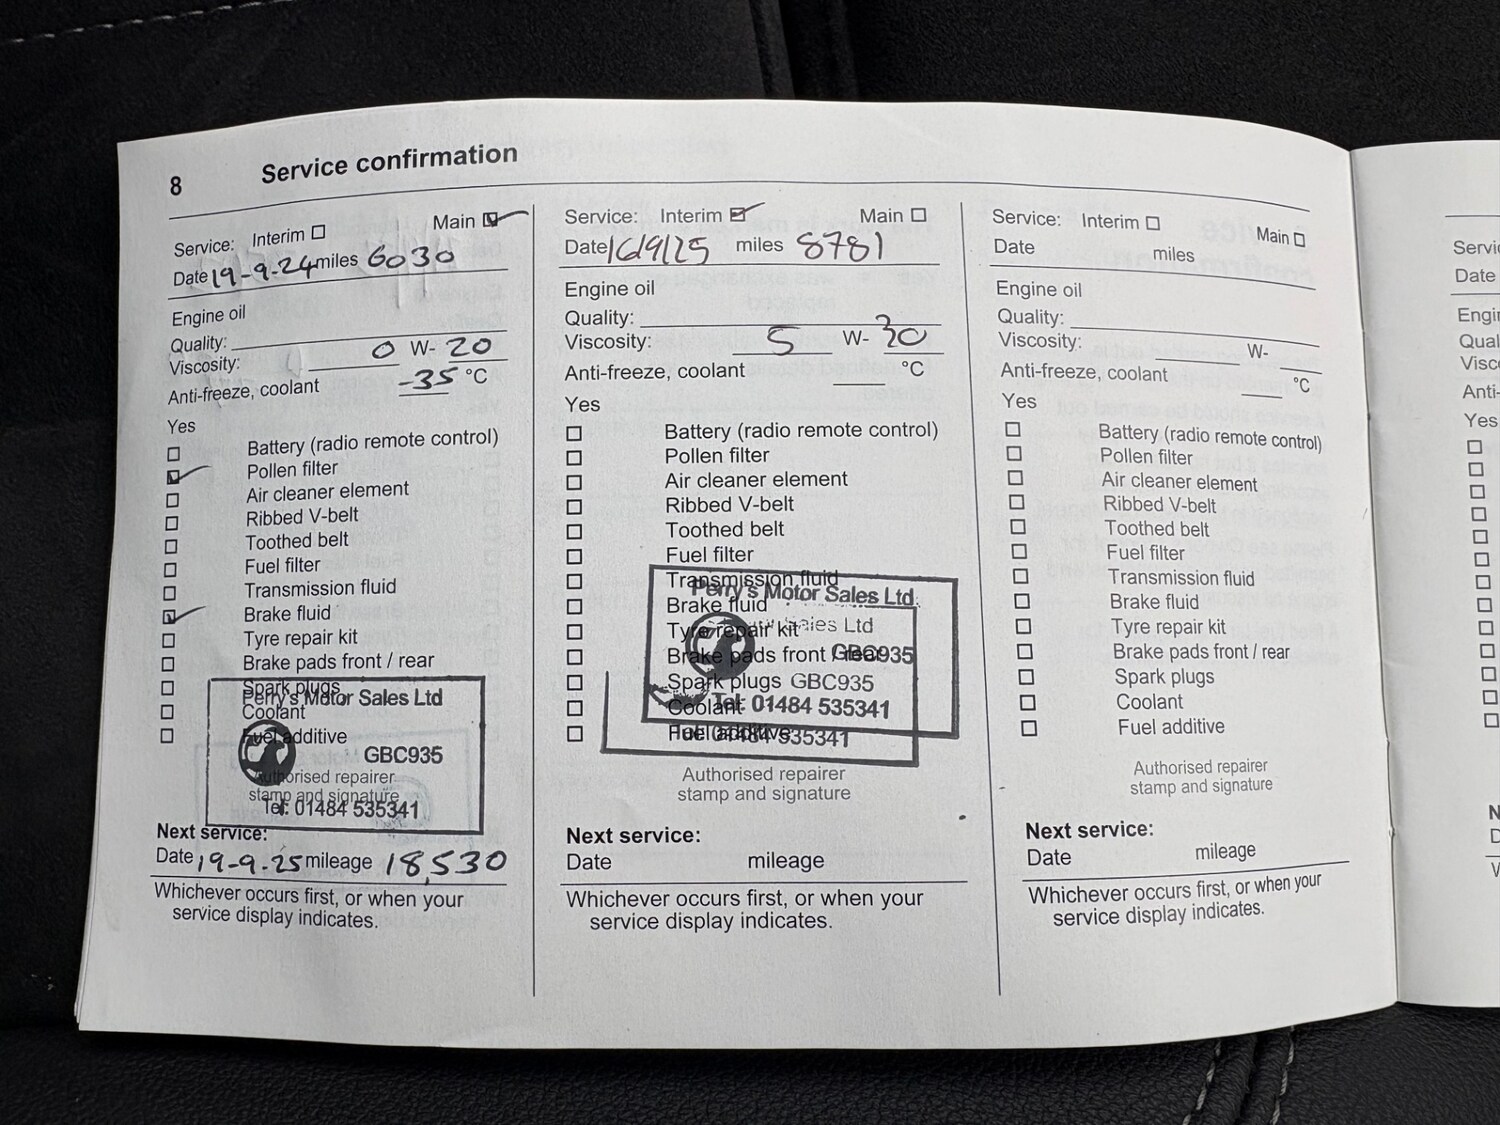 8 Service confirmation
Service: Interim Main
Date 19-9-24 miles 6030
Engine oil
Quality:
Viscosity: 0 W- 20
Anti-freeze, coolant -35 °C
Yes
Battery (radio remote control)
Pollen filter
Air cleaner element
Ribbed V-belt
Toothed belt
Fuel filter
Transmission fluid
Brake fluid
Tyre repair kit
Brake pads front / rear
Spark plugs
Perry's Motor Sales Ltd
Coolant
Fuel additive
GBC935
Authorised repairer
stamp and signature
Tel: 01484 535341
Next service:
Date 19-9-25 mileage 18,530
Whichever occurs first, or when your
service display indicates.
Service: Interim Main
Date 16/9/25 miles 8781
Engine oil
Quality:
Viscosity: 5 W- 30
Anti-freeze, coolant °C
Yes
Battery (radio remote control)
Pollen filter
Air cleaner element
Ribbed V-belt
Toothed belt
Fuel filter
Transmission fluid
Perry's Motor Sales Ltd
Brake fluid
Sales Ltd
Tyre repair kit
Brake pads front / rear
GBC935
Spark plugs
GBC935
Coolant
Tel: 01484 535341
Fuel additive
Tel: 01484 535341
Authorised repairer
stamp and signature
Next service:
Date mileage
Whichever occurs first, or when your
service display indicates.
Service: Interim Main
Date miles
Engine oil
Quality:
Viscosity: W-
Anti-freeze, coolant °C
Yes
Battery (radio remote control)
Pollen filter
Air cleaner element
Ribbed V-belt
Toothed belt
Fuel filter
Transmission fluid
Brake fluid
Tyre repair kit
Brake pads front / rear
Spark plugs
Coolant
Fuel additive
Authorised repairer
stamp and signature
Next service:
Date mileage
Whichever occurs first, or when your
service display indicates.
Date
Anti-
Yes